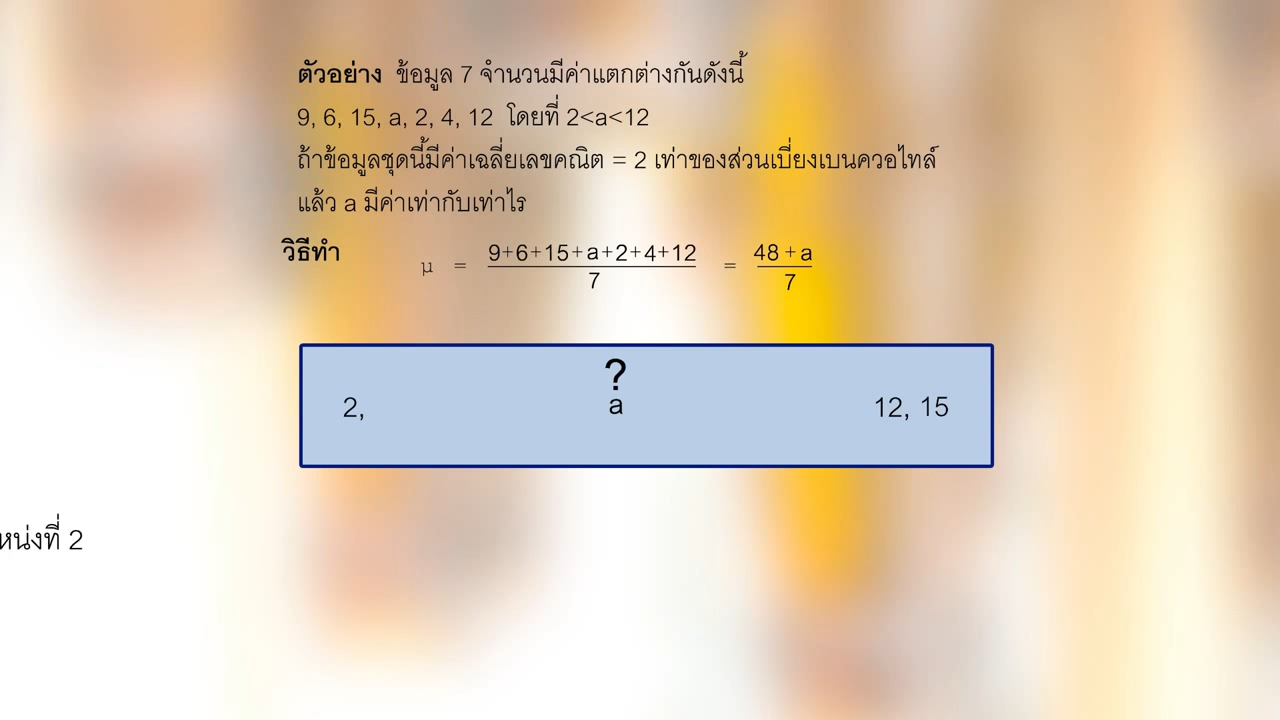 ตัวอย่าง ข้อมูล 7 จำนวนมีค่าแตกต่างกันดังนี้
9, 6, 15, a, 2, 4, 12 โดยที่ 2<a<12
ถ้าข้อมูลชุดนี้มีค่าเฉลี่ยเลขคณิต = 2 เท่าของส่วนเบี่ยงเบนควอไทล์
แล้ว a มีค่าเท่ากับเท่าไร
วิธีทำ μ = 9+6+15+a+2+4+12 / 7 = 48 + a / 7
?
2, a 12, 15
หน่งที่ 2